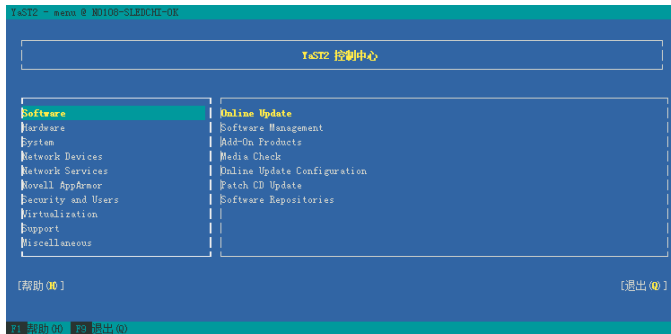 YaST2 - menu @ N0108-SLEDCHI-OK
YaST2 控制中心
Software
Hardware
System
Network Devices
Network Services
Novell AppArmor
Security and Users
Virtualization
Support
Miscellaneous
Online Update
Software Management
Add-On Products
Media Check
Online Update Configuration
Patch CD Update
Software Repositories
[帮助(H)]
[退出(Q)]
F1 帮助(H) F9 退出(Q)